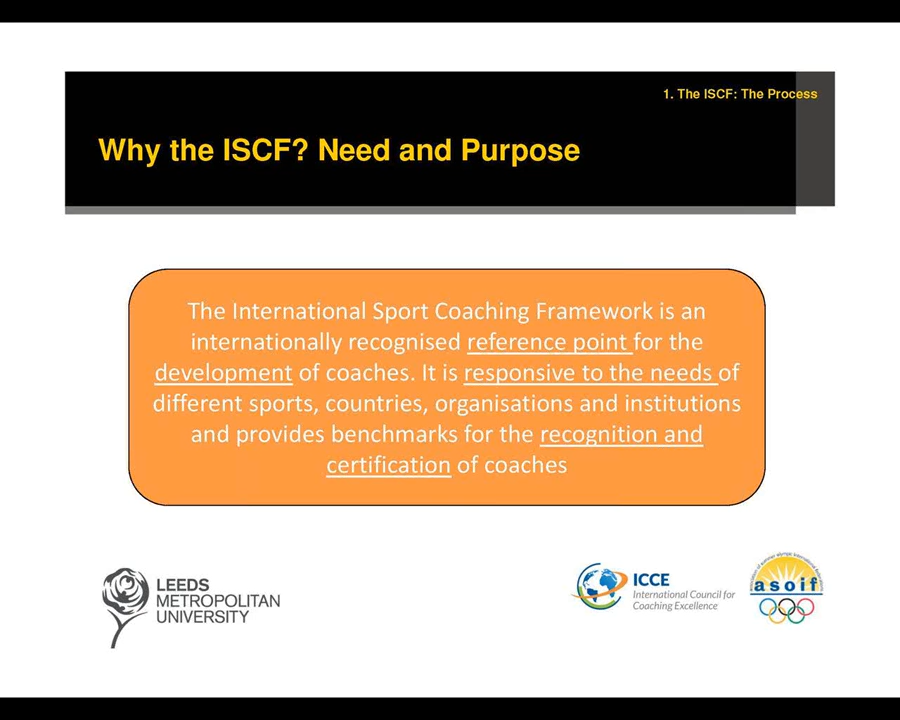 1. The ISCF: The Process
Why the ISCF? Need and Purpose
The International Sport Coaching Framework is an
internationally recognised reference point for the
development of coaches. It is responsive to the needs of
different sports, countries, organisations and institutions
and provides benchmarks for the recognition and
certification of coaches
LEEDS
METROPOLITAN
UNIVERSITY
ICCE
International Council for
Coaching Excellence
asoif